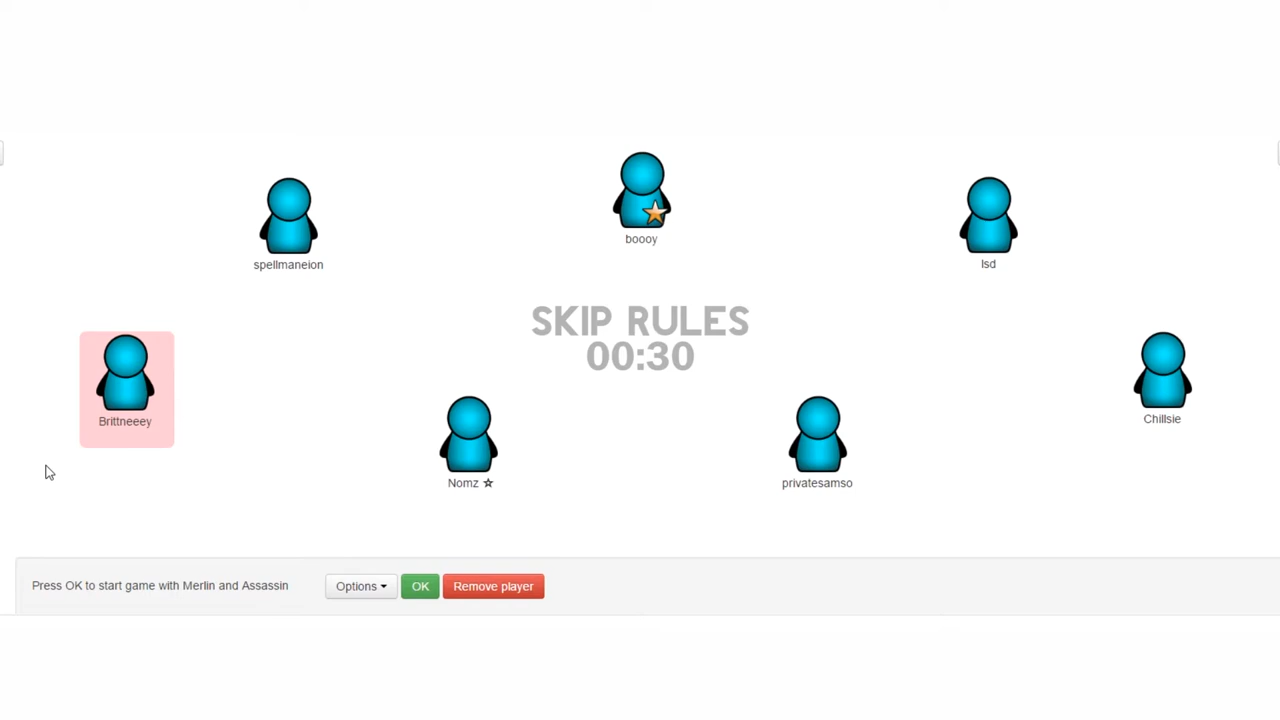 boooy
spellmaneion
lsd
SKIP RULES
00:30
Brittneeey
Chillsie
Nomz ☆
privatesamso
Press OK to start game with Merlin and Assassin
Options
OK
Remove player